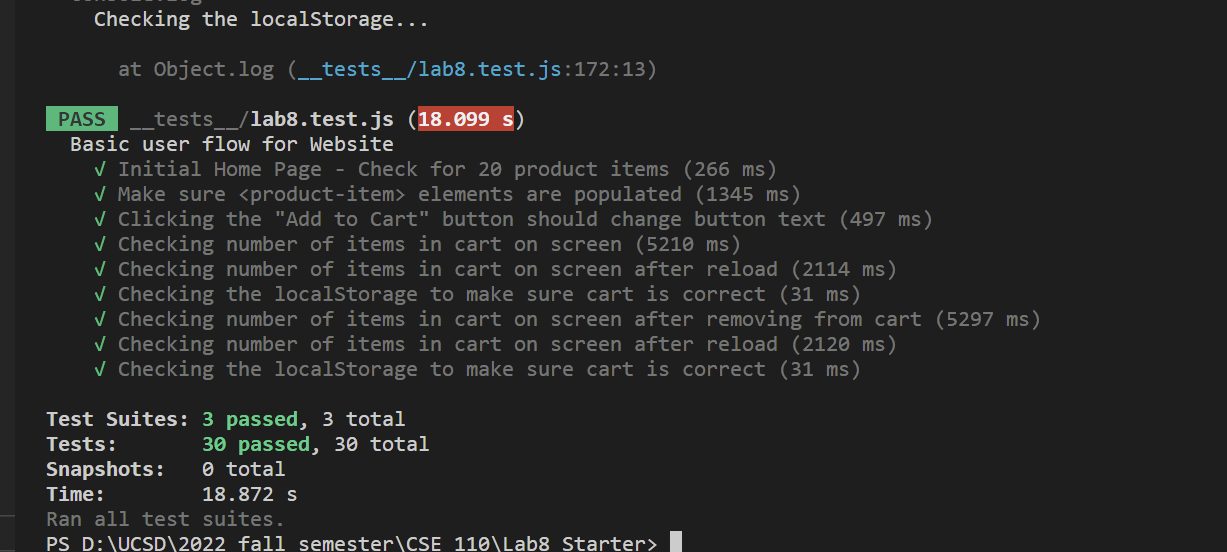 Checking the localStorage...
at Object.log (__tests__/lab8.test.js:172:13)
PASS __tests__/lab8.test.js (18.099 s)
Basic user flow for Website
√ Initial Home Page - Check for 20 product items (266 ms)
√ Make sure <product-item> elements are populated (1345 ms)
√ Clicking the "Add to Cart" button should change button text (497 ms)
√ Checking number of items in cart on screen (5210 ms)
√ Checking number of items in cart on screen after reload (2114 ms)
√ Checking the localStorage to make sure cart is correct (31 ms)
√ Checking number of items in cart on screen after removing from cart (5297 ms)
√ Checking number of items in cart on screen after reload (2120 ms)
√ Checking the localStorage to make sure cart is correct (31 ms)
Test Suites: 3 passed, 3 total
Tests: 30 passed, 30 total
Snapshots: 0 total
Time: 18.872 s
Ran all test suites.
PS D:\UCSD\2022 fall semester\CSE 110\Lab8_Starter>